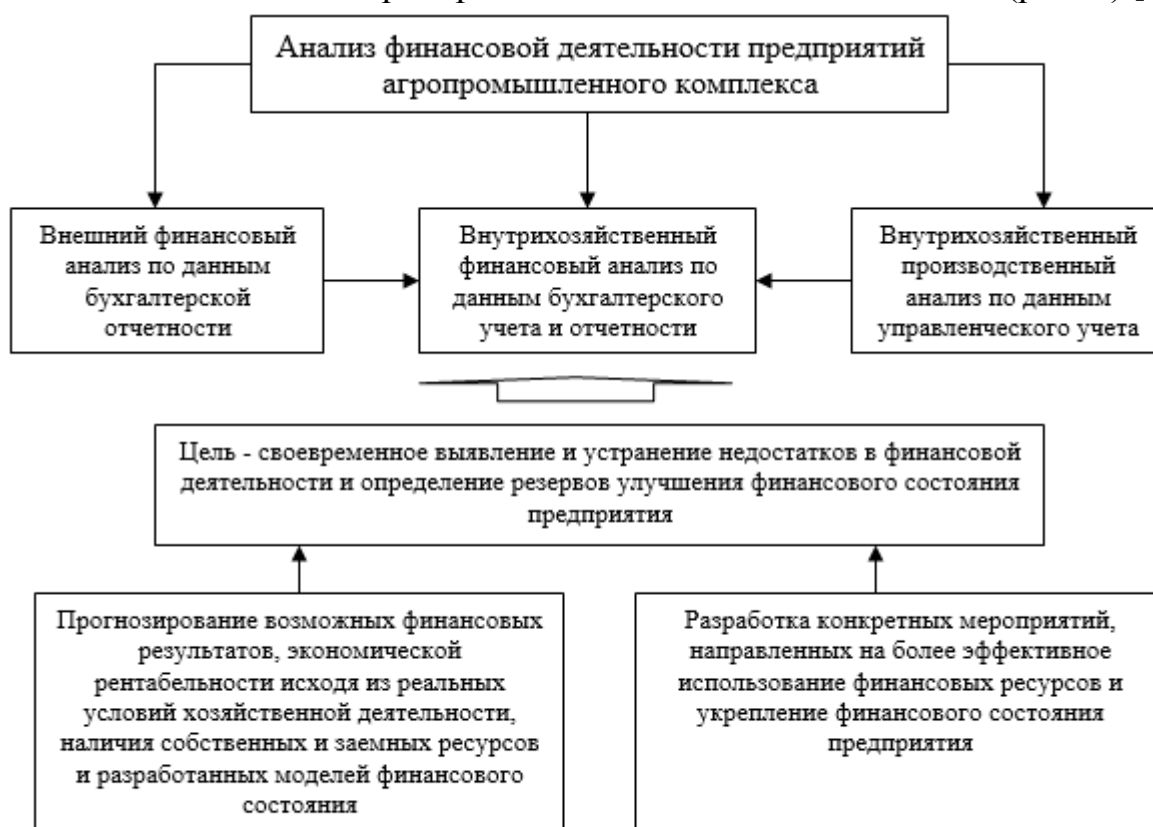 Анализ финансовой деятельности предприятий
агропромышленного комплекса
Внешний финансовый
анализ по данным
бухгалтерской
отчетности
Внутрихозяйственный
финансовый анализ по
данным бухгалтерского
учета и отчетности
Внутрихозяйственный
производственный
анализ по данным
управленческого учета
Цель - своевременное выявление и устранение недостатков в финансовой
деятельности и определение резервов улучшения финансового состояния
предприятия
Прогнозирование возможных финансовых
результатов, экономической
рентабельности исходя из реальных
условий хозяйственной деятельности,
наличия собственных и заемных ресурсов
и разработанных моделей финансового
состояния
Разработка конкретных мероприятий,
направленных на более эффективное
использование финансовых ресурсов и
укрепление финансового состояния
предприятия